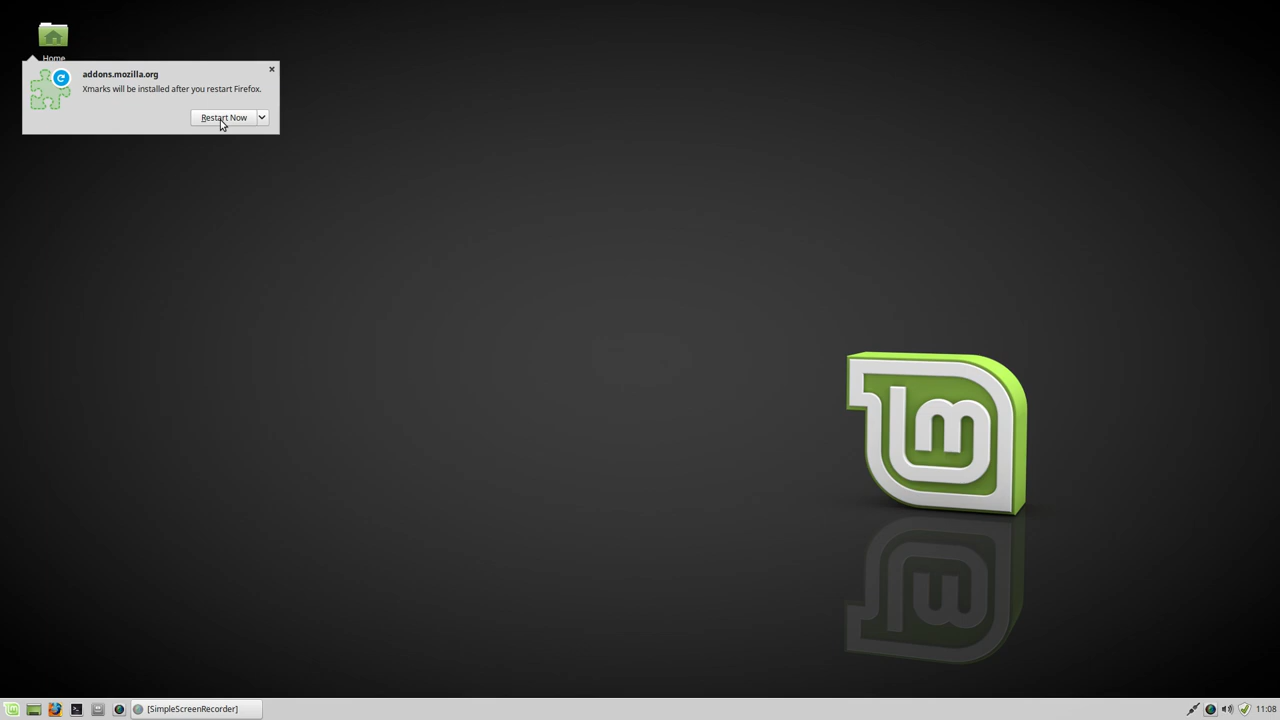 Home
addons.mozilla.org
Xmarks will be installed after you restart Firefox.
Restart Now
[SimpleScreenRecorder]
11:08